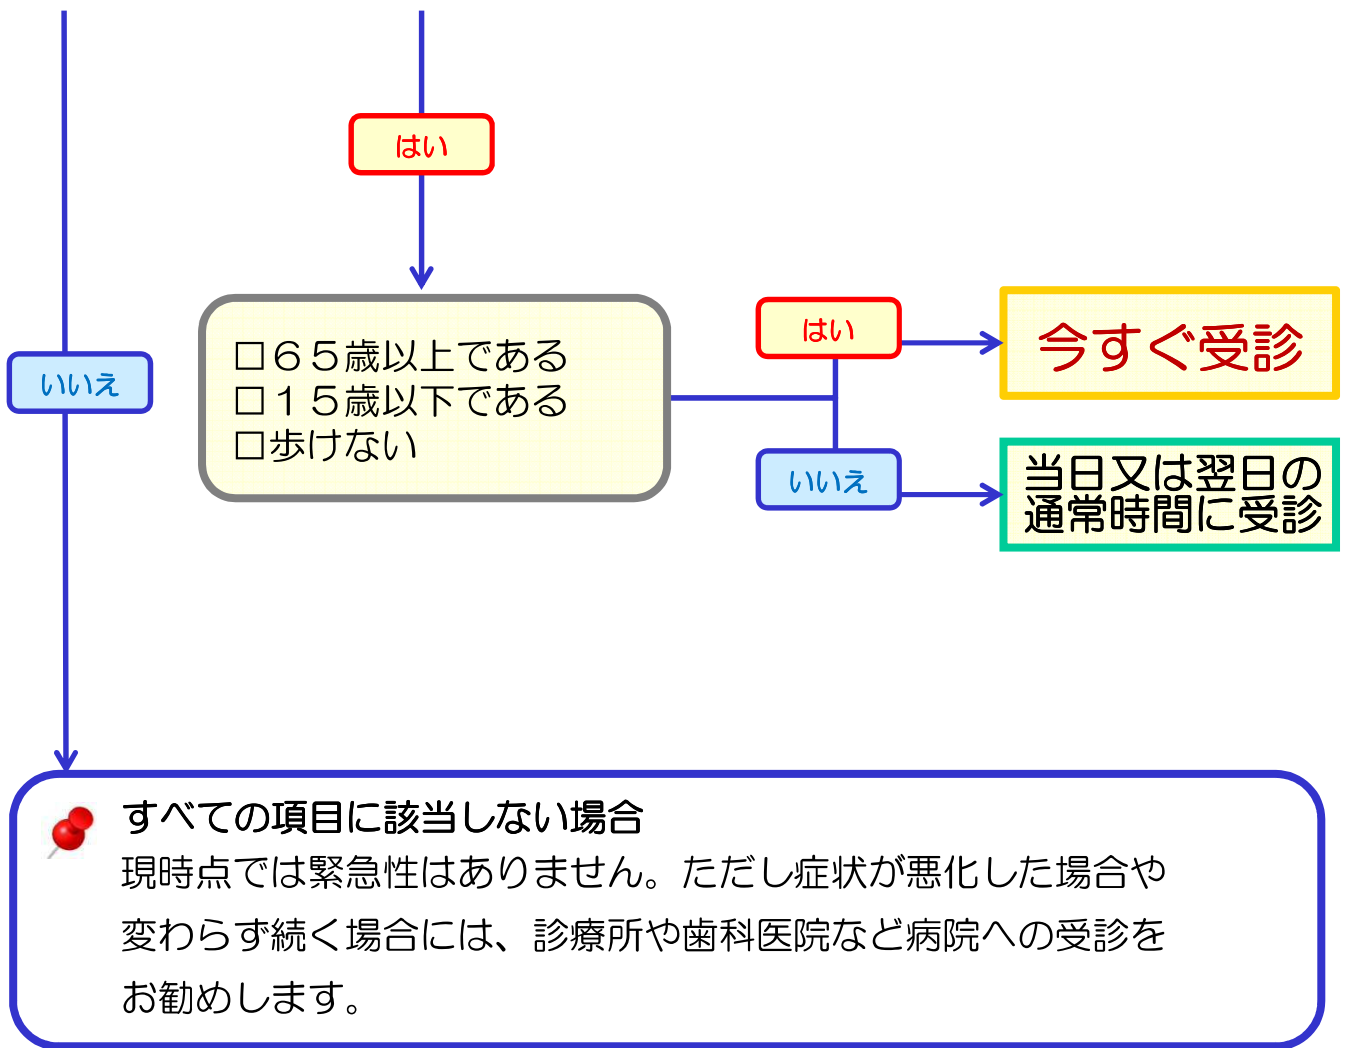 はい
いいえ
□６５歳以上である
□１５歳以下である
□歩けない
はい
今すぐ受診
いいえ
当日又は翌日の
通常時間に受診
すべての項目に該当しない場合
現時点では緊急性はありません。ただし症状が悪化した場合や
変わらず続く場合には、診療所や歯科医院など病院への受診を
お勧めします。